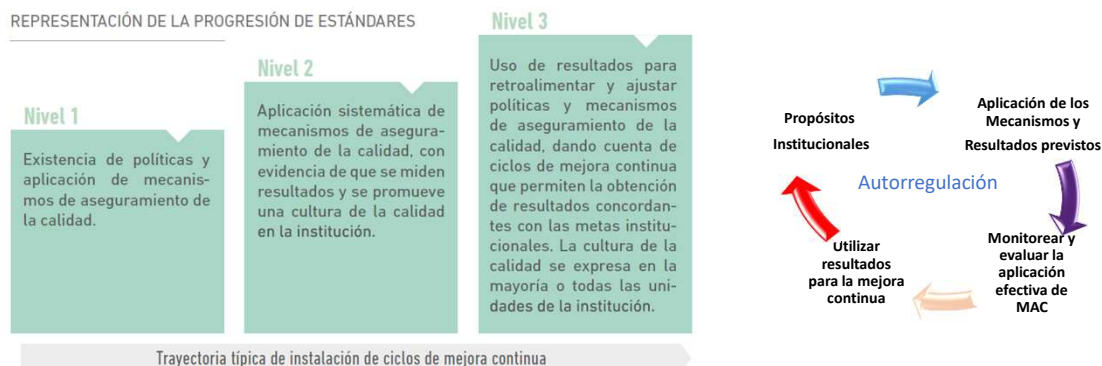 REPRESENTACIÓN DE LA PROGRESIÓN DE ESTÁNDARES
Nivel 1
Existencia de políticas y
aplicación de mecanis-
mos de aseguramiento de
la calidad.
Nivel 2
Aplicación sistemática de
mecanismos de asegura-
miento de la calidad, con
evidencia de que se miden
resultados y se promueve
una cultura de la calidad
en la institución.
Nivel 3
Uso de resultados para
retroalimentar y ajustar
políticas y mecanismos
de aseguramiento de la
calidad, dando cuenta de
ciclos de mejora continua
que permiten la obtención
de resultados concordan-
tes con las metas institu-
cionales. La cultura de la
calidad se expresa en la
mayoría o todas las uni-
dades de la institución.
Trayectoria típica de instalación de ciclos de mejora continua
Propósitos
Institucionales
Aplicación de los
Mecanismos y
Resultados previstos
Autorregulación
Monitorear y
evaluar la
aplicación
efectiva de
MAC
Utilizar
resultados
para la mejora
continua